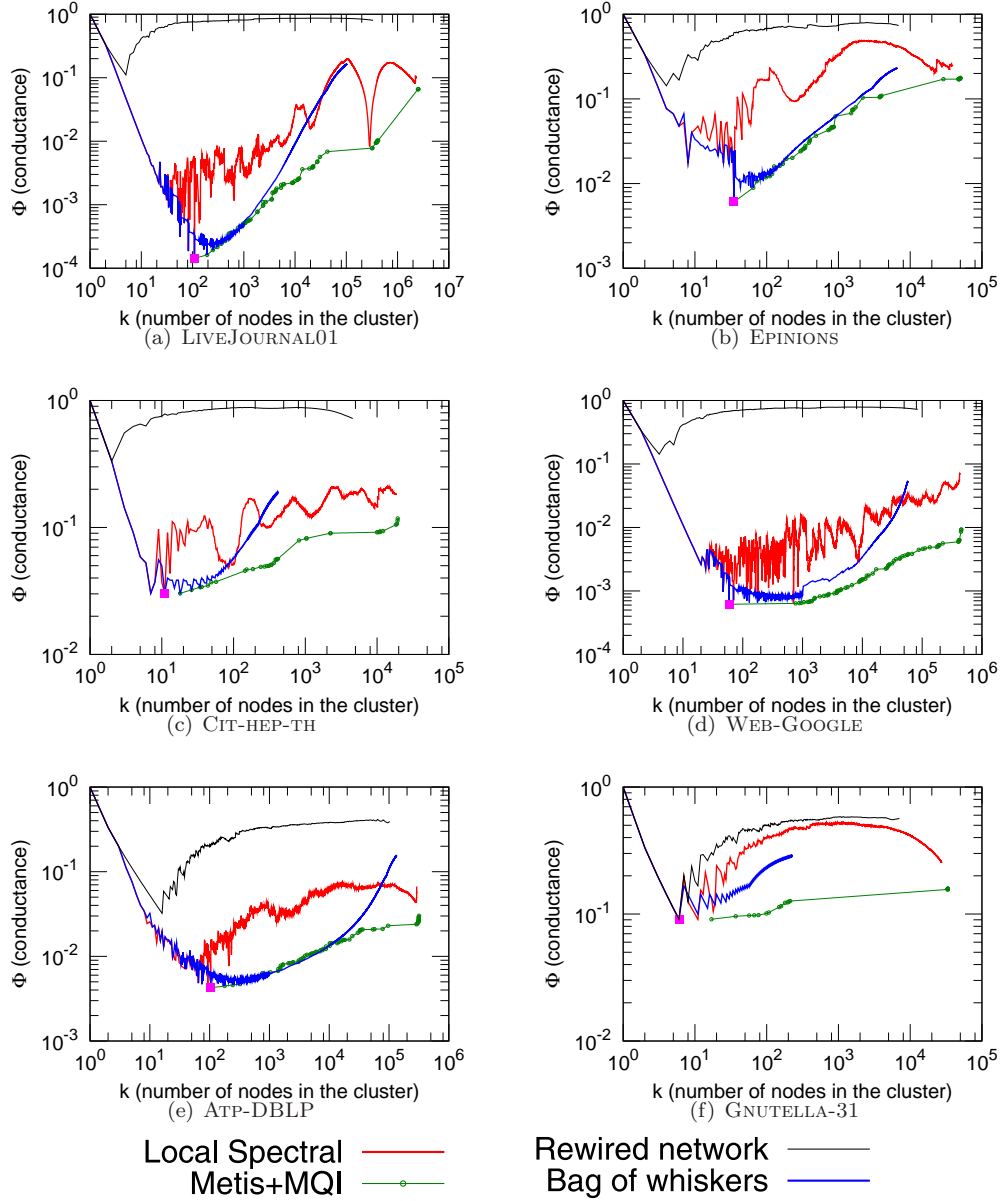 10^0
10^-1
10^-2
10^-3
10^-4
Φ (conductance)
10^0 10^1 10^2 10^3 10^4 10^5 10^6 10^7
k (number of nodes in the cluster)
(a) LIVEJOURNAL01
10^0
10^-1
10^-2
10^-3
Φ (conductance)
10^0 10^1 10^2 10^3 10^4 10^5
k (number of nodes in the cluster)
(b) EPINIONS
10^0
10^-1
10^-2
Φ (conductance)
10^0 10^1 10^2 10^3 10^4 10^5
k (number of nodes in the cluster)
(c) CIT-HEP-TH
10^0
10^-1
10^-2
10^-3
10^-4
Φ (conductance)
10^0 10^1 10^2 10^3 10^4 10^5 10^6
k (number of nodes in the cluster)
(d) WEB-GOOGLE
10^0
10^-1
10^-2
10^-3
Φ (conductance)
10^0 10^1 10^2 10^3 10^4 10^5 10^6
k (number of nodes in the cluster)
(e) ATP-DBLP
10^0
10^-1
10^-2
Φ (conductance)
10^0 10^1 10^2 10^3 10^4 10^5
k (number of nodes in the cluster)
(f) GNUTELLA-31
Local Spectral
Metis+MQI
Rewired network
Bag of whiskers